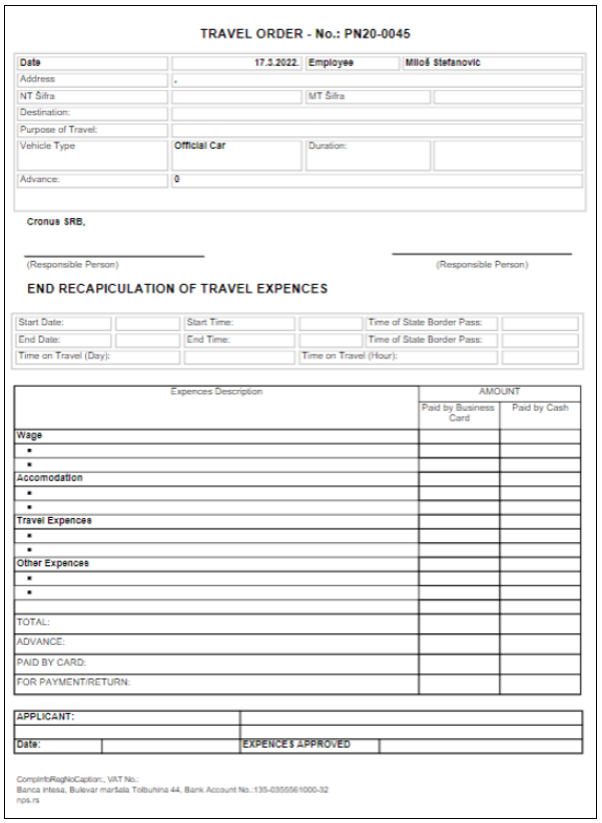 TRAVEL ORDER - No.: PN20-0045
Date 17.3.2022. Employee Miloš Stefanovic
Address .
NT Šifra MT Šifra
Destination:
Purpose of Travel:
Vehicle Type Official Car Duration:
Advance: 0
Cronus SRB,
(Responsible Person) (Responsible Person)
END RECAPICULATION OF TRAVEL EXPENCES
Start Date: Start Time: Time of State Border Pass:
End Date: End Time: Time of State Border Pass:
Time on Travel (Day): Time on Travel (Hour):
Expences Description AMOUNT
Paid by Business Card Paid by Cash
Wage
▪
▪
Accomodation
▪
▪
Travel Expences
▪
▪
Other Expences
▪
▪
TOTAL:
ADVANCE:
PAID BY CARD:
FOR PAYMENT/RETURN:
APPLICANT:
Date: EXPENCES APPROVED
CompInfoRegNoCaption:, VAT No.:
Banca intesa, Bulevar maršala Tolbuhina 44, Bank Account No.:135-0355561000-32
nps.rs